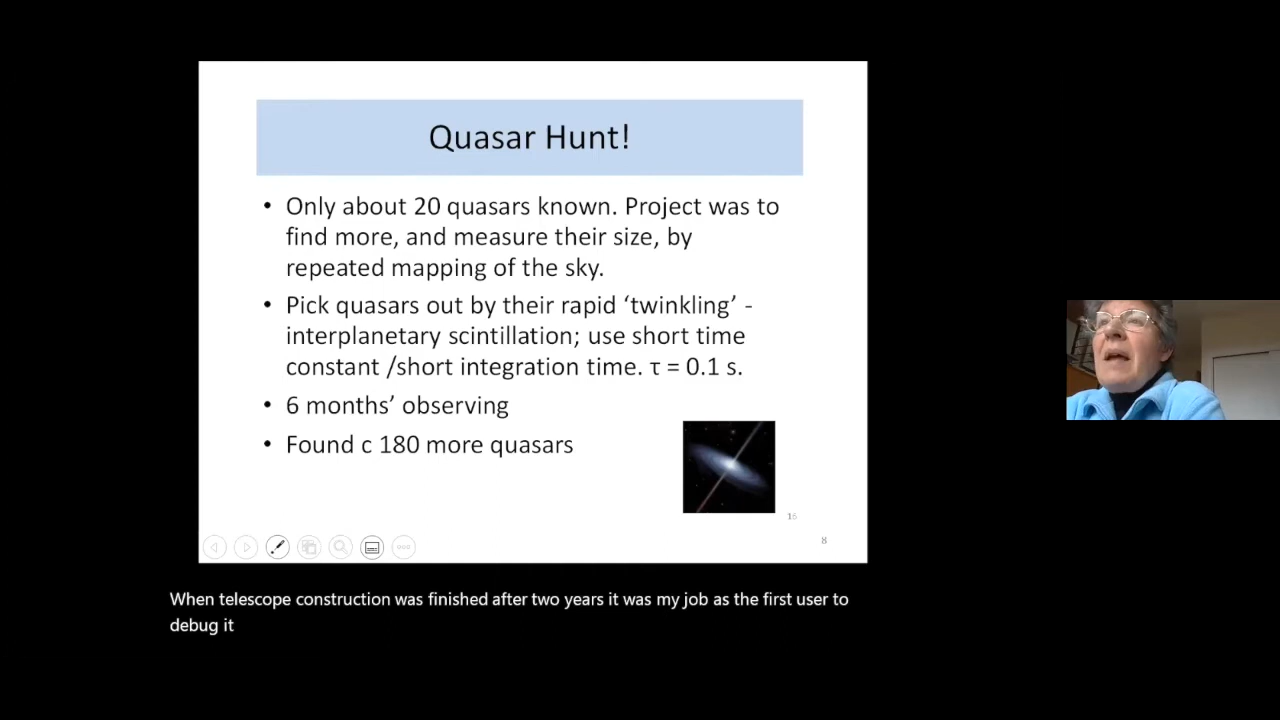 Quasar Hunt!
• Only about 20 quasars known. Project was to
find more, and measure their size, by
repeated mapping of the sky.
• Pick quasars out by their rapid ‘twinkling’ -
interplanetary scintillation; use short time
constant /short integration time. τ = 0.1 s.
• 6 months’ observing
• Found c 180 more quasars
16
8
When telescope construction was finished after two years it was my job as the first user to
debug it